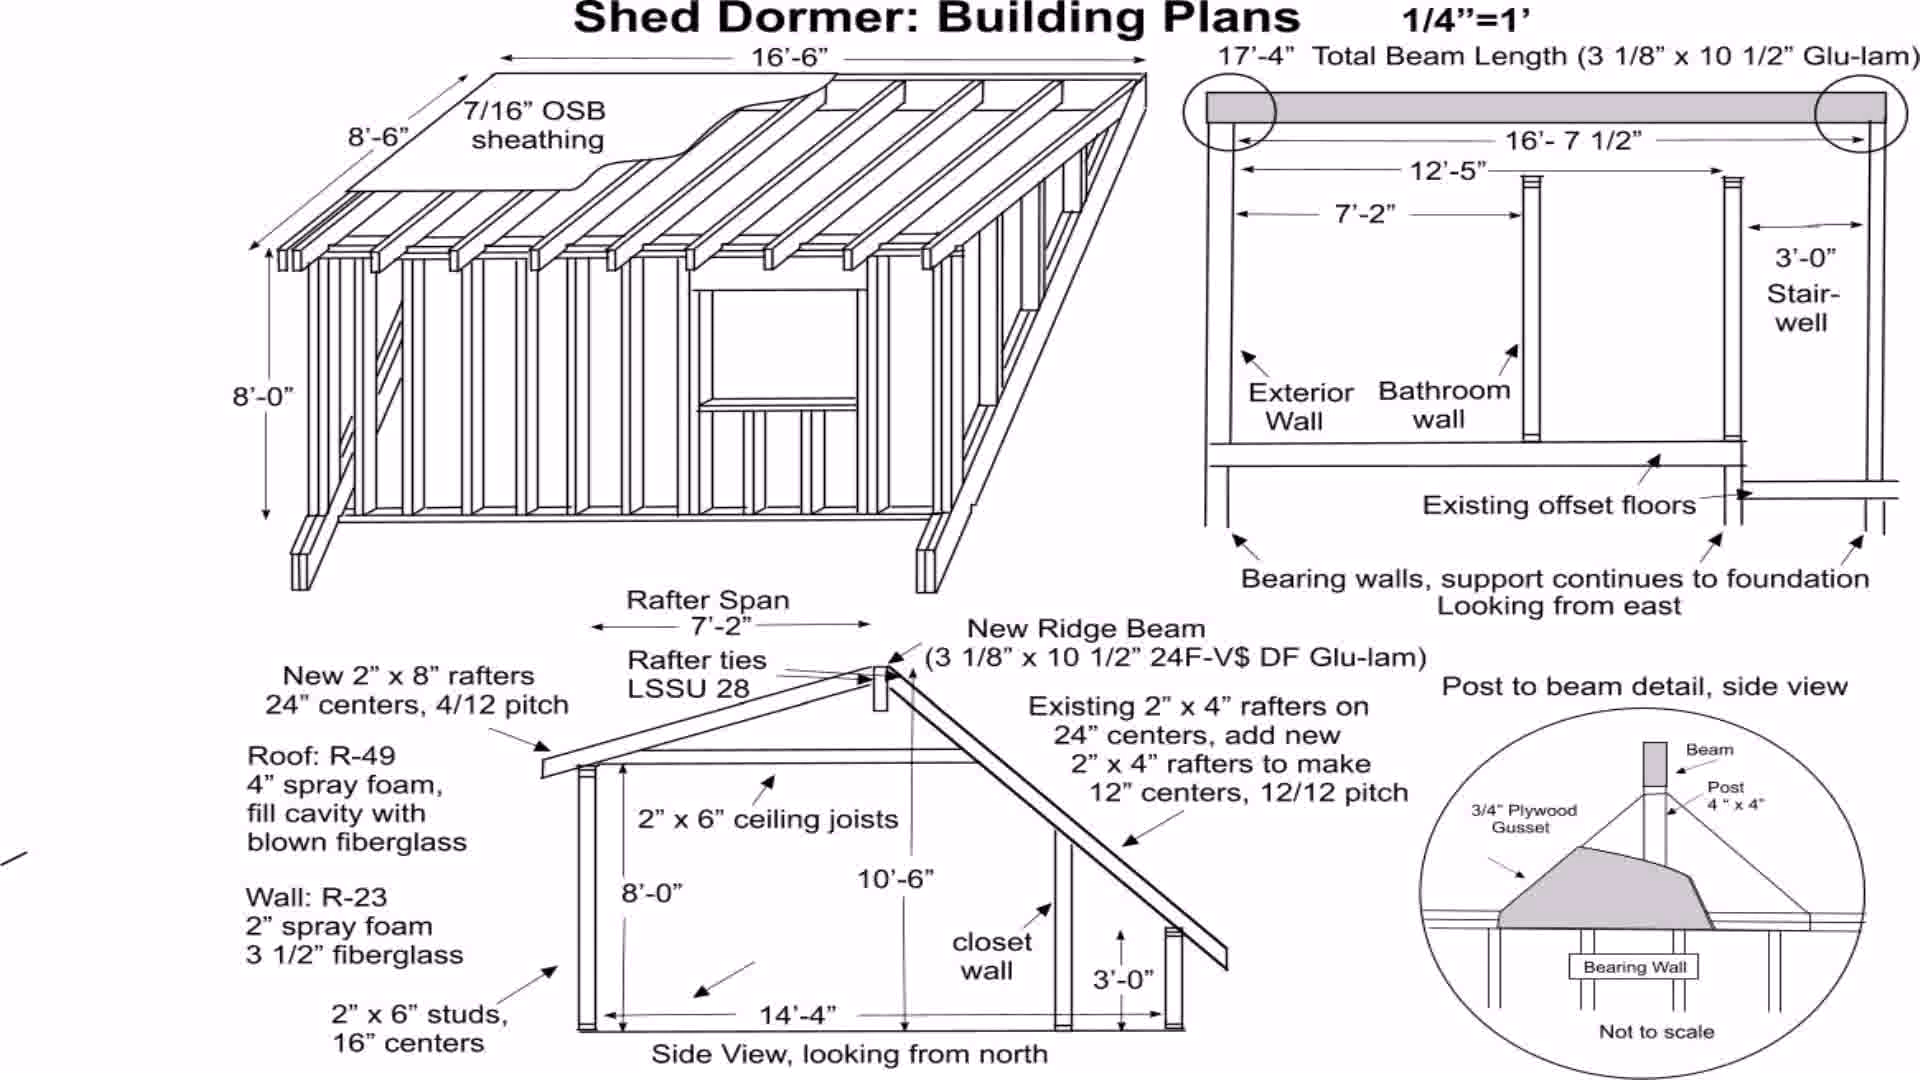 Shed Dormer: Building Plans 1/4”=1’
16’-6”
17’-4” Total Beam Length (3 1/8” x 10 1/2” Glu-lam)
7/16” OSB
sheathing
8’-6”
8’-0”
16’- 7 1/2”
12’-5”
7’-2”
3’-0”
Stair-
well
Exterior
Wall
Bathroom
wall
Existing offset floors
Bearing walls, support continues to foundation
Looking from east
Rafter Span
7’-2”
New Ridge Beam
(3 1/8” x 10 1/2” 24F-V$ DF Glu-lam)
Rafter ties
LSSU 28
New 2” x 8” rafters
24” centers, 4/12 pitch
Existing 2” x 4” rafters on
24” centers, add new
2” x 4” rafters to make
12” centers, 12/12 pitch
Roof: R-49
4” spray foam,
fill cavity with
blown fiberglass
2” x 6” ceiling joists
8’-0”
10’-6”
Wall: R-23
2” spray foam
3 1/2” fiberglass
closet
wall
3’-0”
2” x 6” studs,
16” centers
14’-4”
Side View, looking from north
Post to beam detail, side view
Beam
Post
4 “ x 4”
3/4” Plywood
Gusset
Bearing Wall
Not to scale